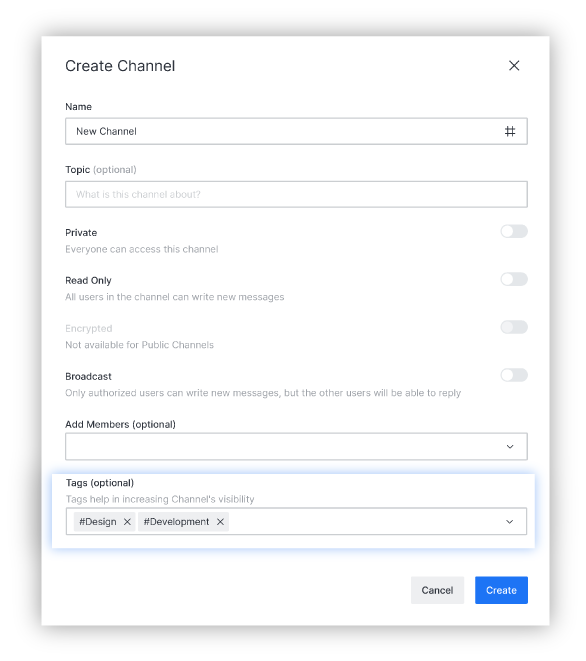 Create Channel
Name
New Channel
Topic (optional)
What is this channel about?
Private
Everyone can access this channel
Read Only
All users in the channel can write new messages
Encrypted
Not available for Public Channels
Broadcast
Only authorized users can write new messages, but the other users will be able to reply
Add Members (optional)
Tags (optional)
Tags help in increasing Channel's visibility
#Design #Development
Cancel Create